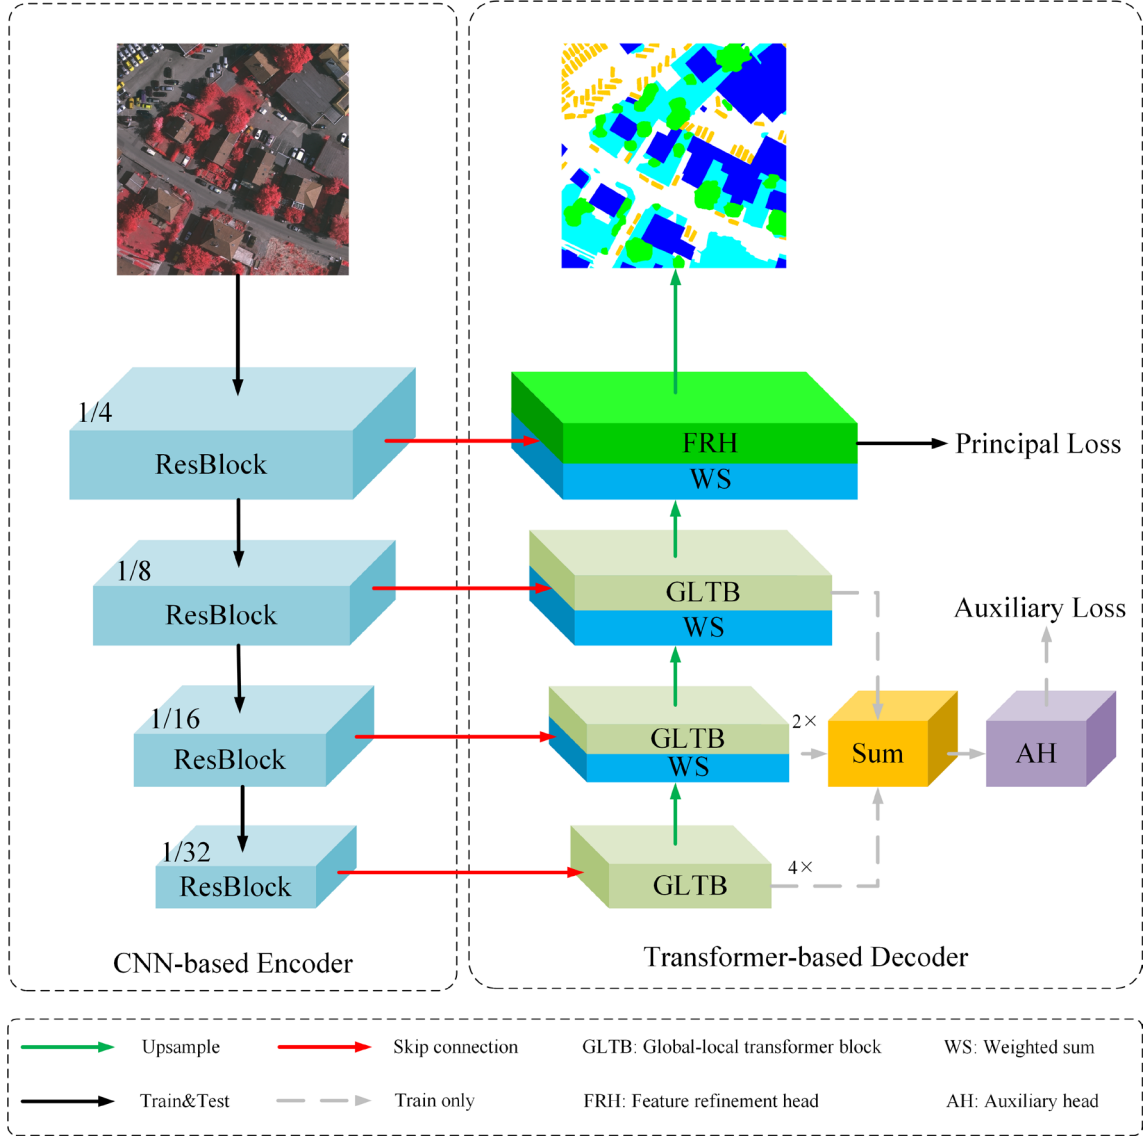 1/4
ResBlock
FRH
WS
Principal Loss
1/8
ResBlock
GLTB
WS
Auxiliary Loss
1/16
ResBlock
GLTB
WS
2×
Sum
AH
1/32
ResBlock
GLTB
4×
CNN-based Encoder
Transformer-based Decoder
Upsample
Skip connection
GLTB: Global-local transformer block
WS: Weighted sum
Train&Test
Train only
FRH: Feature refinement head
AH: Auxiliary head